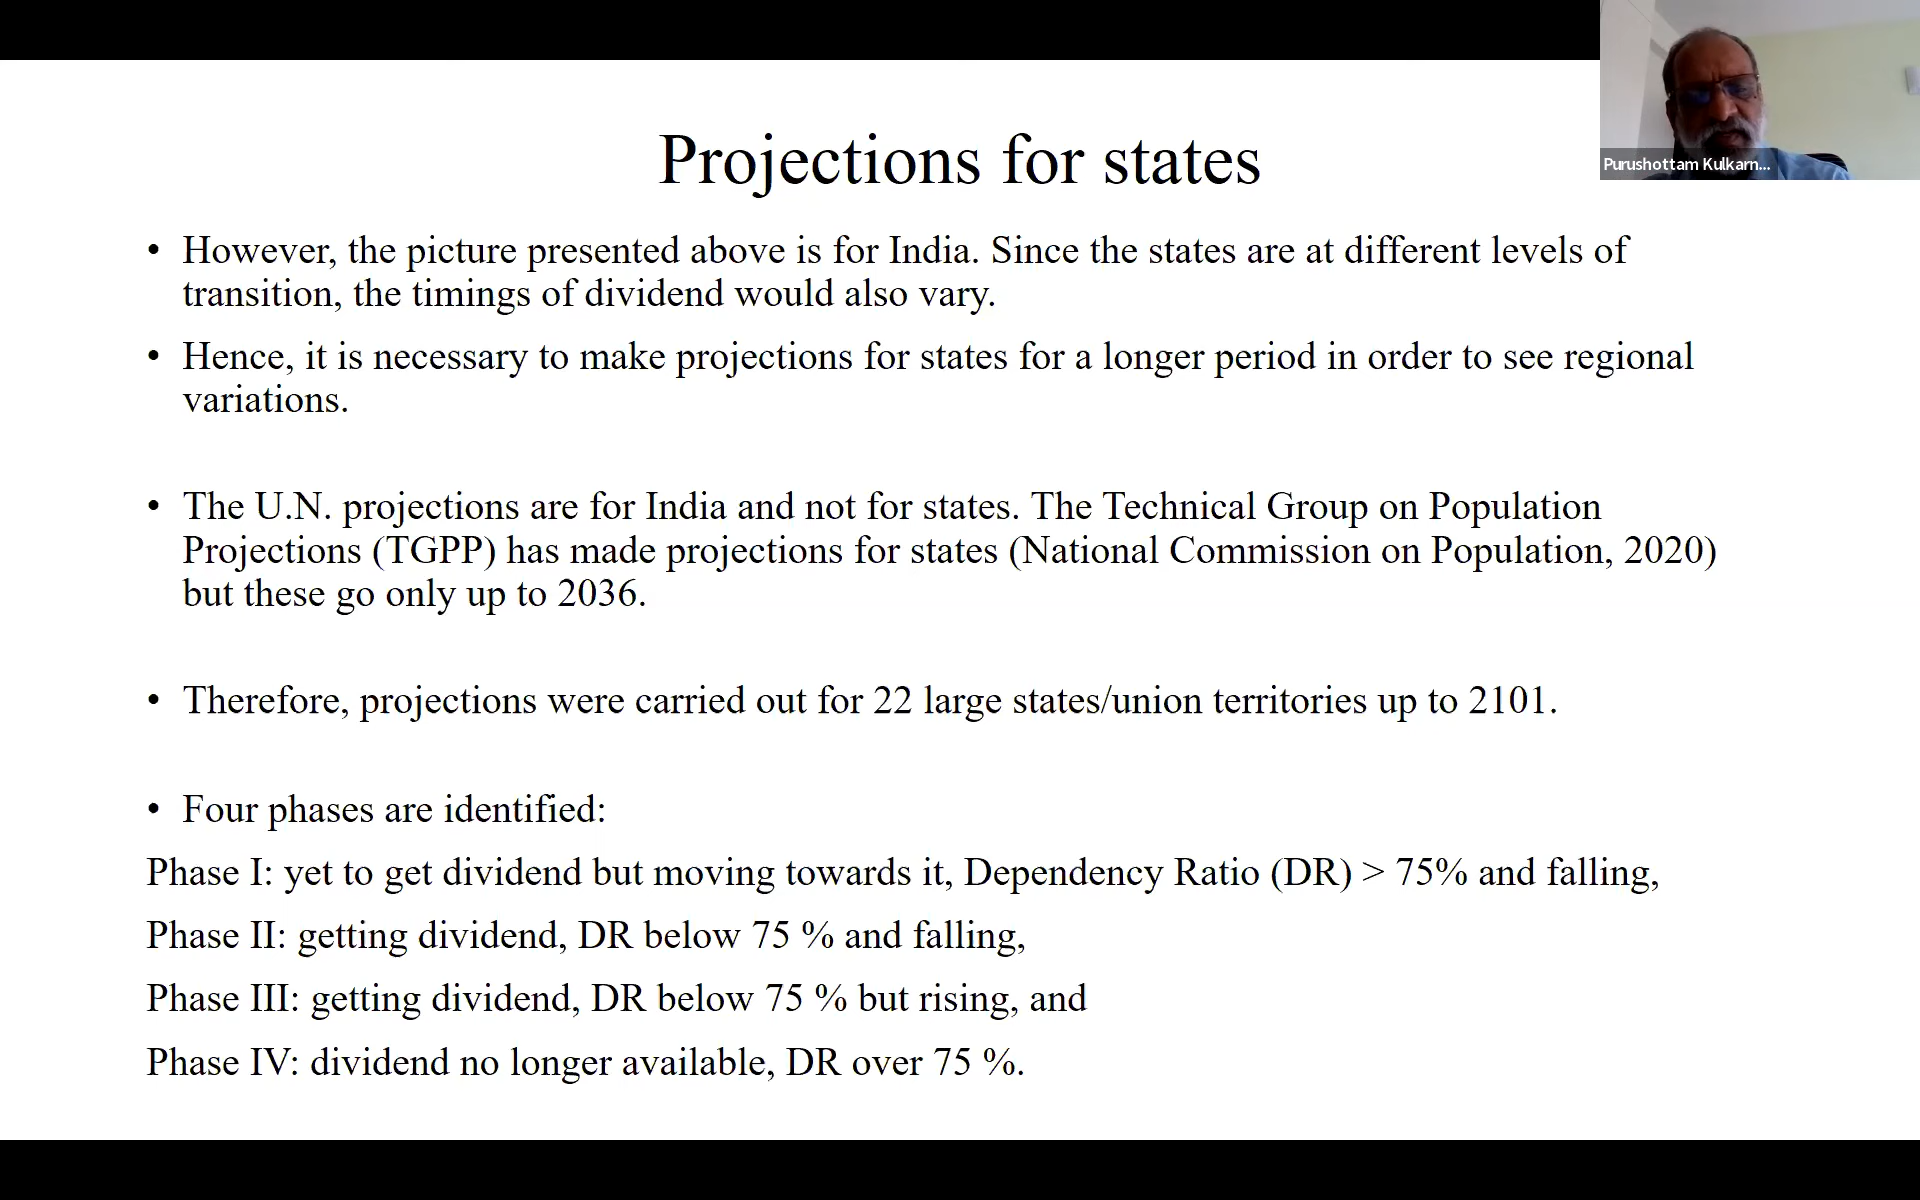 Projections for states
Purushottam Kulkarn...
• However, the picture presented above is for India. Since the states are at different levels of
transition, the timings of dividend would also vary.
• Hence, it is necessary to make projections for states for a longer period in order to see regional
variations.
• The U.N. projections are for India and not for states. The Technical Group on Population
Projections (TGPP) has made projections for states (National Commission on Population, 2020)
but these go only up to 2036.
• Therefore, projections were carried out for 22 large states/union territories up to 2101.
• Four phases are identified:
Phase I: yet to get dividend but moving towards it, Dependency Ratio (DR) > 75% and falling,
Phase II: getting dividend, DR below 75 % and falling,
Phase III: getting dividend, DR below 75 % but rising, and
Phase IV: dividend no longer available, DR over 75 %.